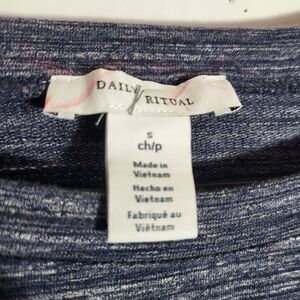 DAILY RITUAL
S
ch/p
Made in
Vietnam
Hecho en
Vietnam
Fabriqué au
Viêtnam